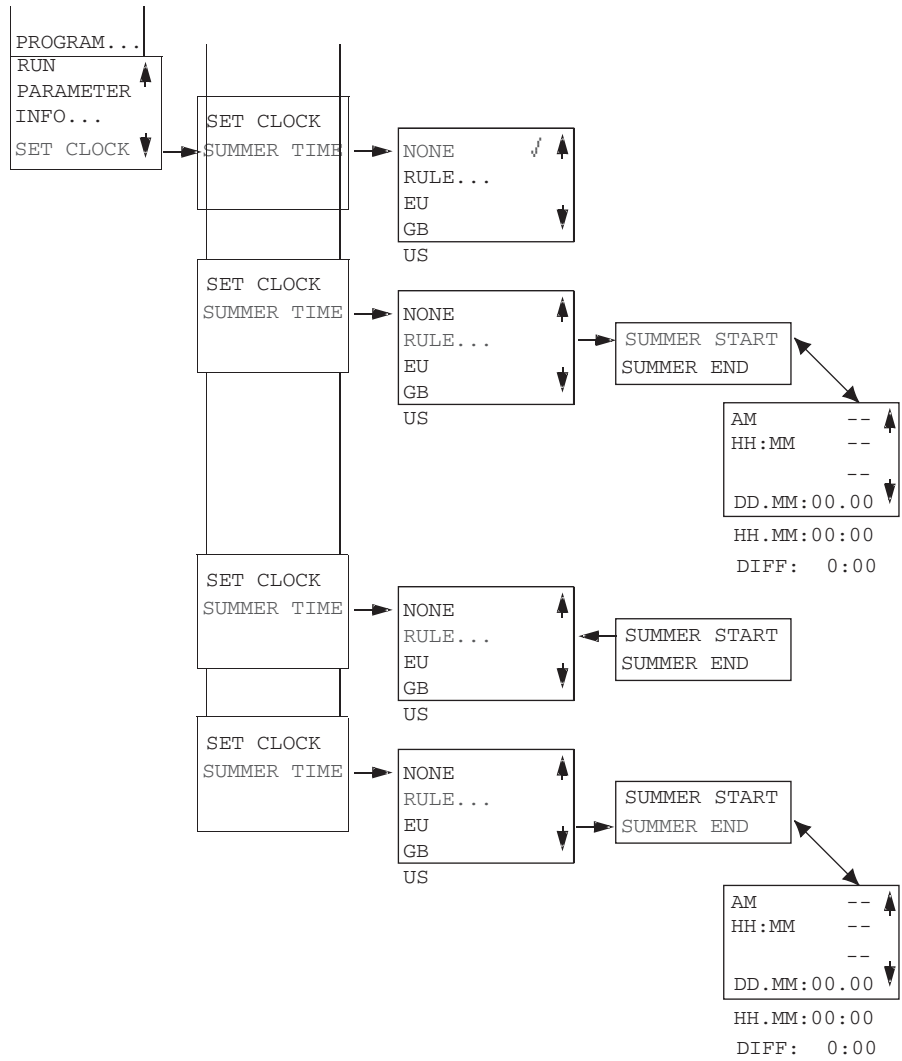 PROGRAM...
RUN
PARAMETER
INFO...
SET CLOCK
SET CLOCK
SUMMER TIME
NONE √
RULE...
EU
GB
US
SET CLOCK
SUMMER TIME
NONE
RULE...
EU
GB
US
SUMMER START
SUMMER END
AM --
HH:MM --
--
DD.MM:00.00
HH.MM:00:00
DIFF: 0:00
SET CLOCK
SUMMER TIME
NONE
RULE...
EU
GB
US
SUMMER START
SUMMER END
SET CLOCK
SUMMER TIME
NONE
RULE...
EU
GB
US
SUMMER START
SUMMER END
AM --
HH:MM --
--
DD.MM:00.00
HH.MM:00:00
DIFF: 0:00